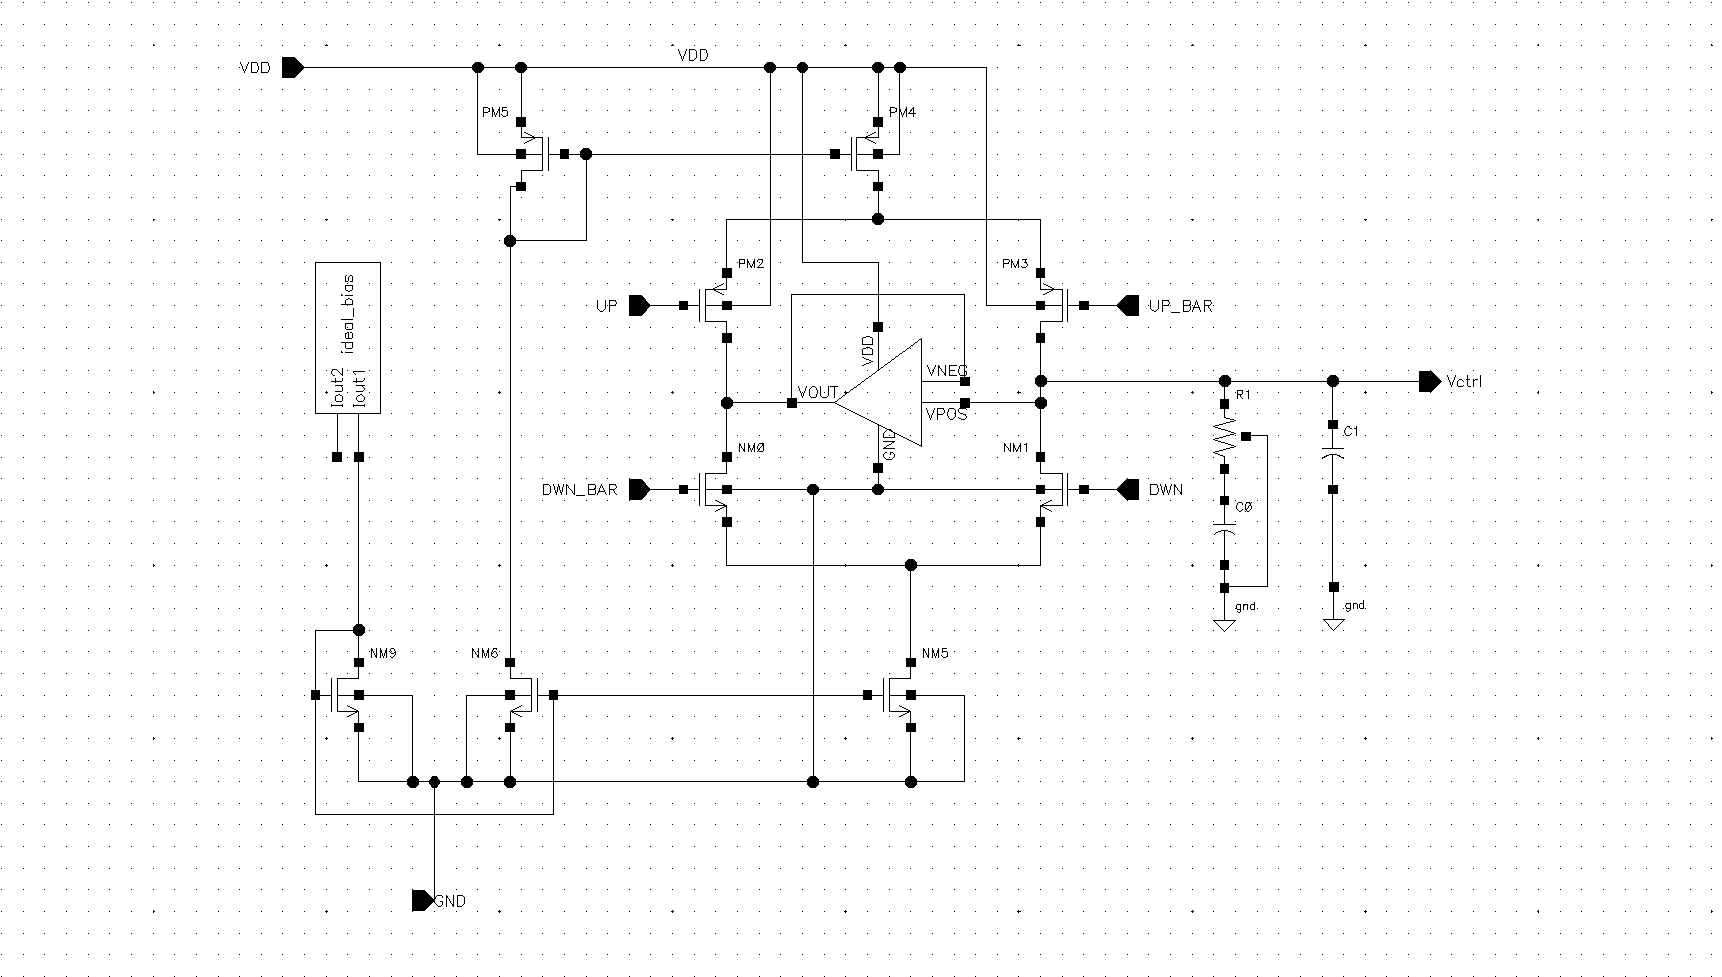 VDD
VDD
PM5
PM4
PM2
PM3
UP
UP_BAR
ideal_bias
Iout2
Iout1
VDD
VNEG
VOUT
VPOS
GND
Vctrl
R1
C1
NM0
NM1
DWN_BAR
DWN
C0
gnd
gnd
NM9
NM6
NM5
GND